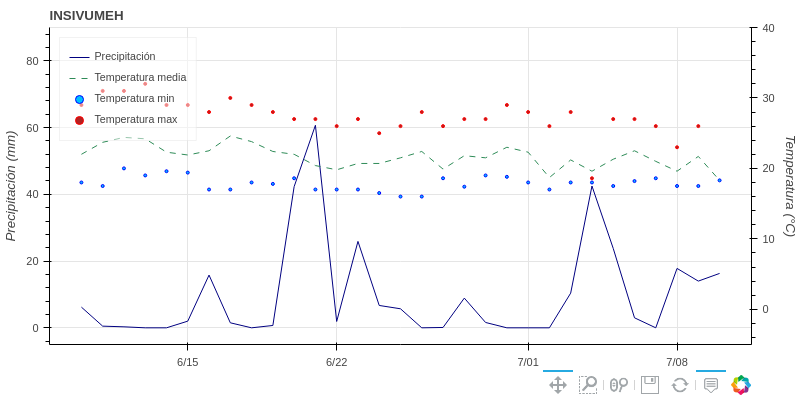 INSIVUMEH
Precipitación
Temperatura media
Temperatura min
Temperatura max
Precipitación (mm)
80
60
40
20
0
Temperatura (°C)
40
30
20
10
0
6/15
6/22
7/01
7/08